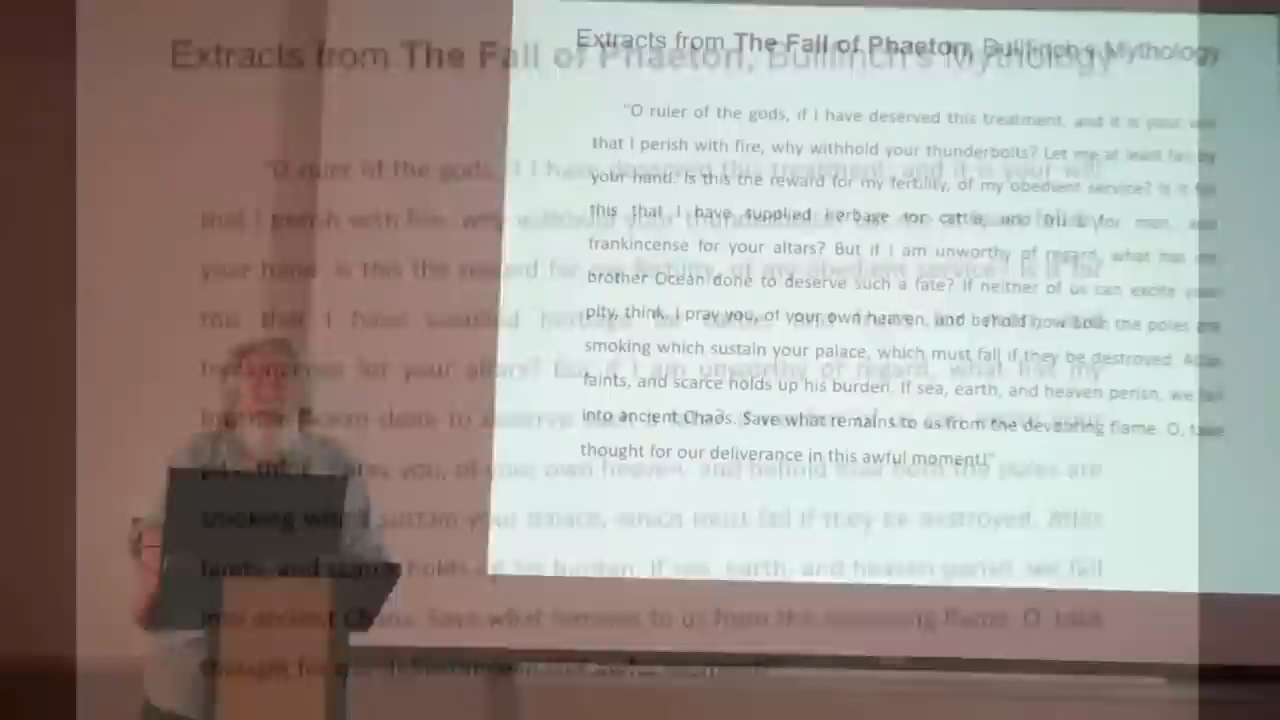 Extracts from The Fall of Phaeton, Bullfinch's Mythology
"O ruler of the gods, if I have deserved this treatment, and it is your will
that I perish with fire, why withhold your thunderbolts? Let me at least fall by
your hand. Is this the reward for my fertility, of my obedient service? Is it for
this that I have supplied herbage for cattle, and fruits for men, and
frankincense for your altars? But if I am unworthy of regard, what has my
brother Ocean done to deserve such a fate? If neither of us can excite your
pity, think, I pray you, of your own heaven, and behold how both the poles are
smoking which sustain your palace, which must fall if they be destroyed. Atlas
faints, and scarce holds up his burden. If sea, earth, and heaven perish, we fall
into ancient Chaos. Save what remains to us from the devouring flame. O, take
thought for our deliverance in this awful moment!"